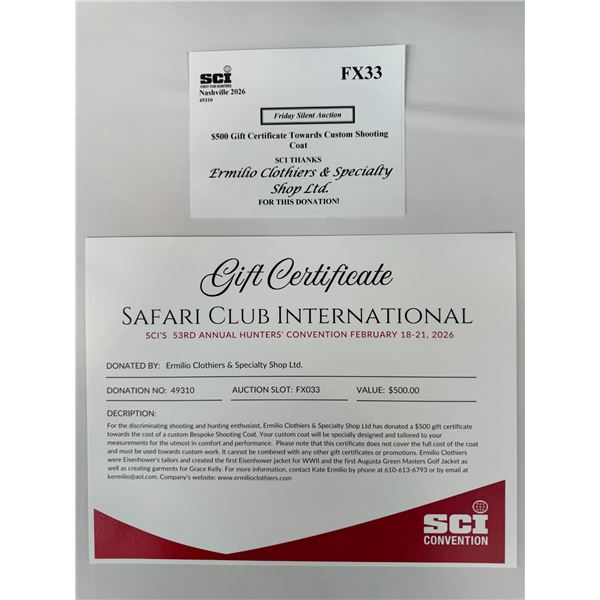 SCI
FIRST FOR HUNTERS
FX33
Nashville 2026
49310
Friday Silent Auction
$500 Gift Certificate Towards Custom Shooting
Coat
SCI THANKS
Ermilio Clothiers & Specialty
Shop Ltd.
FOR THIS DONATION!
Gift Certificate
SAFARI CLUB INTERNATIONAL
SCI'S 53RD ANNUAL HUNTERS' CONVENTION FEBRUARY 18-21, 2026
DONATED BY: Ermilio Clothiers & Specialty Shop Ltd.
DONATION NO: 49310 AUCTION SLOT: FX033 VALUE: $500.00
DECRIPTION:
For the discriminating shooting and hunting enthusiast, Ermilio Clothiers & Specialty Shop Ltd has donated a $500 gift certificate
towards the cost of a custom Bespoke Shooting Coat. Your custom coat will be specially designed and tailored to your
measurements for the utmost in comfort and performance. Please note that this certificate does not cover the full cost of the coat
and must be used towards custom work. It cannot be combined with any other gift certificates or promotions. Ermilio Clothiers
were Eisenhower's tailors and created the first Eisenhower jacket for WWII and the first Augusta Green Masters Golf Jacket as
well as creating garments for Grace Kelly. For more information, contact Kate Ermilio by phone at 610-613-6793 or by email at
kermilio@aol.com. Company's website: www.ermilioclothiers.com
SCI
CONVENTION